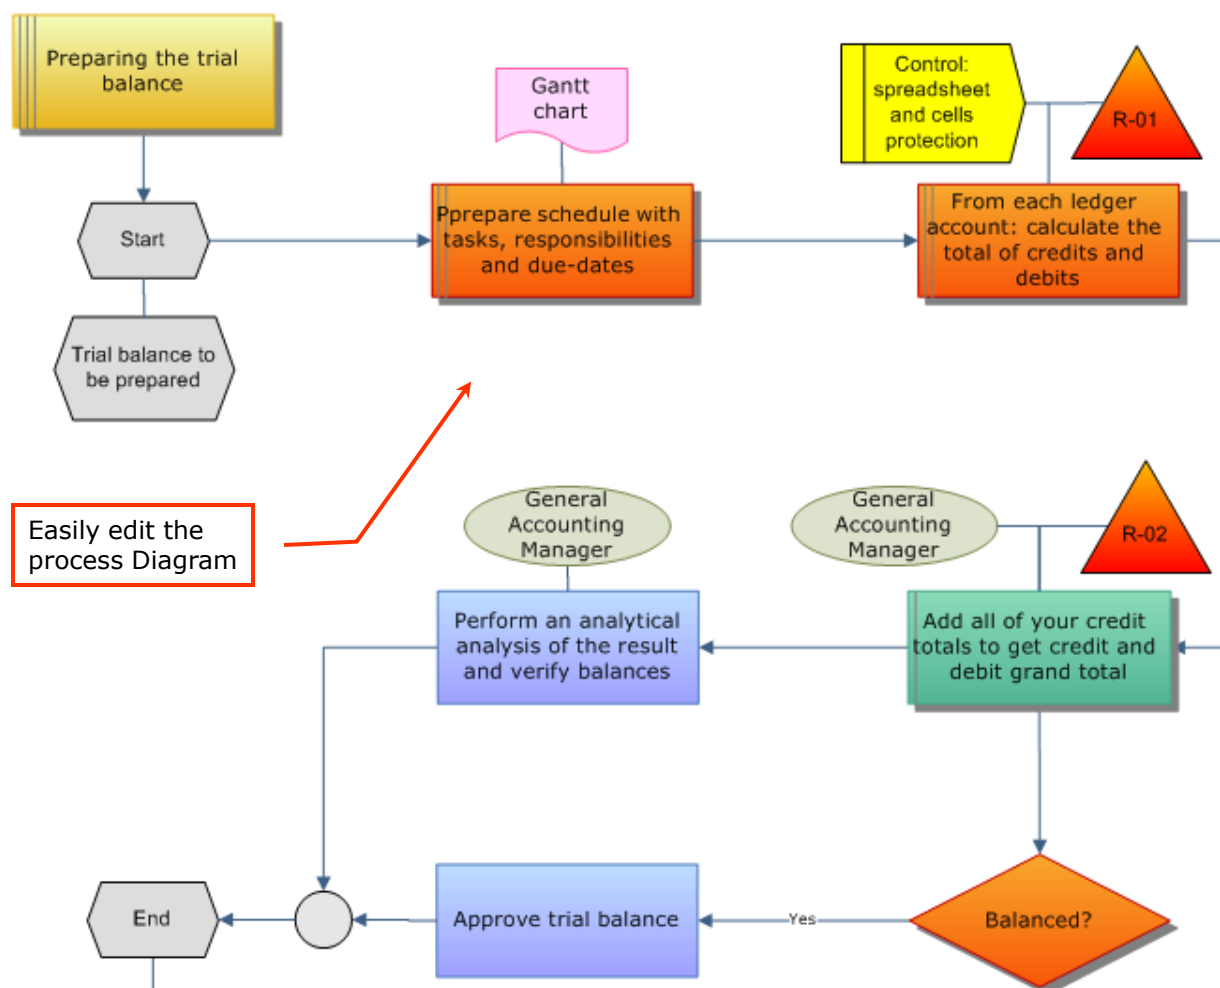 Preparing the trial
balance
Gantt
chart
Control:
spreadsheet
and cells
protection
R-01
Start
Pprepare schedule with
tasks, responsibilities
and due-dates
From each ledger
account: calculate the
total of credits and
debits
Trial balance to
be prepared
Easily edit the
process Diagram
General
Accounting
Manager
General
Accounting
Manager
R-02
Perform an analytical
analysis of the result
and verify balances
Add all of your credit
totals to get credit and
debit grand total
End
Approve trial balance
Yes
Balanced?